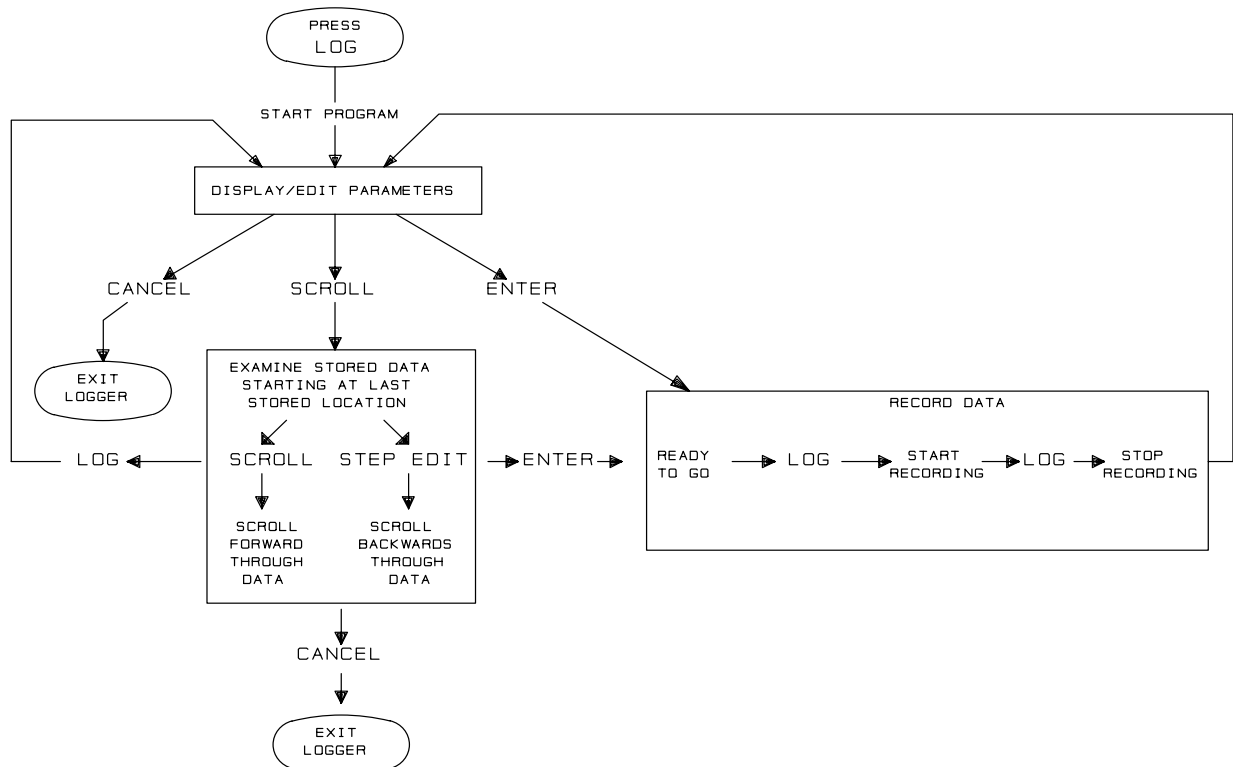 PRESS
LOG
START PROGRAM
DISPLAY/EDIT PARAMETERS
CANCEL
SCROLL
ENTER
EXIT
LOGGER
EXAMINE STORED DATA
STARTING AT LAST
STORED LOCATION
LOG
SCROLL
STEP EDIT
ENTER
SCROLL
FORWARD
THROUGH
DATA
SCROLL
BACKWARDS
THROUGH
DATA
RECORD DATA
READY
TO GO
LOG
START
RECORDING
LOG
STOP
RECORDING
CANCEL
EXIT
LOGGER